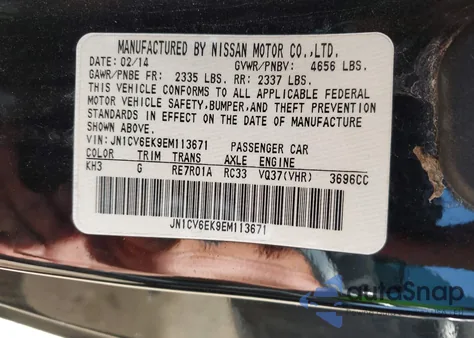 MANUFACTURED BY NISSAN MOTOR CO.,LTD.
DATE: 02/14 GVWR/PNBV: 4656 LBS.
GAWR/PNBE FR: 2335 LBS. RR: 2337 LBS.
THIS VEHICLE CONFORMS TO ALL APPLICABLE FEDERAL
MOTOR VEHICLE SAFETY,BUMPER,AND THEFT PREVENTION
STANDARDS IN EFFECT ON THE DATE OF MANUFACTURE
SHOWN ABOVE.
VIN: JN1CV6EK9EM113671 PASSENGER CAR
COLOR TRIM TRANS AXLE ENGINE
KH3 G RE7R01A RC33 VQ37(VHR) 3696CC
JN1CV6EK9EM113671
autoSnap